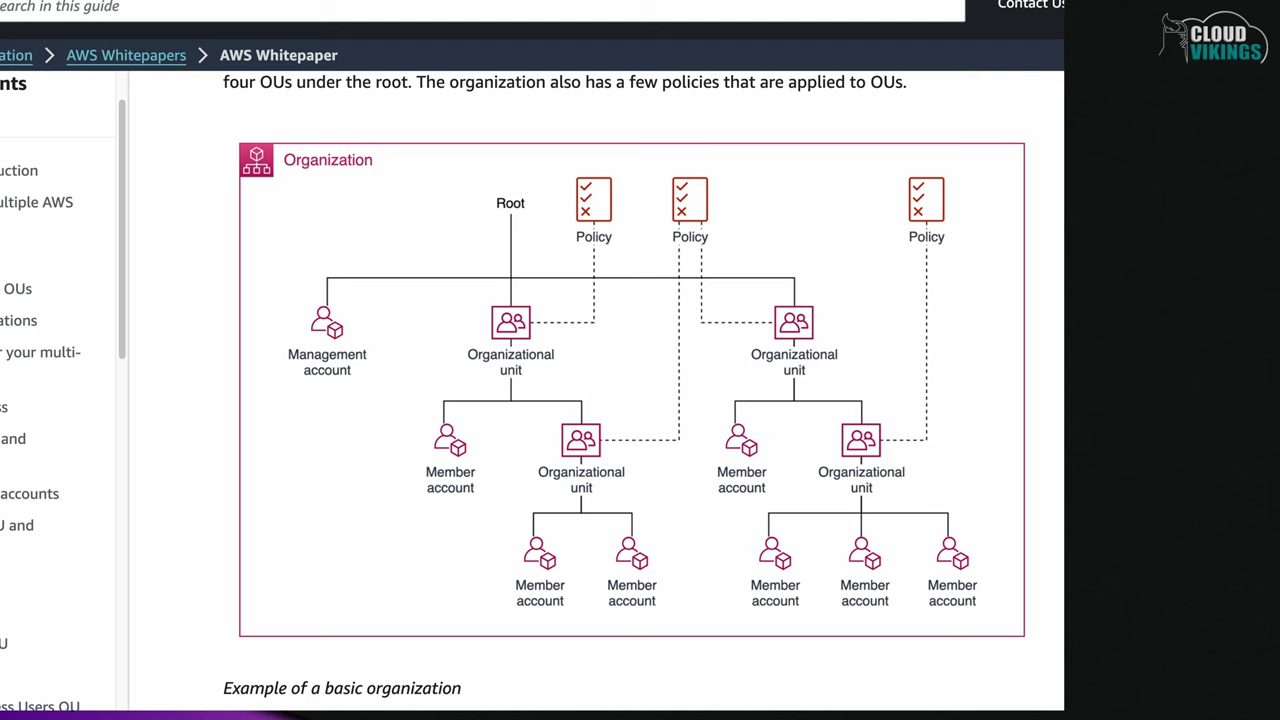 earch in this guide
Contact Us
CLOUD
VIKINGS
ation > AWS Whitepapers > AWS Whitepaper
nts
uction
ultiple AWS
OUs
ations
r your multi-
ss
and
accounts
U and
U
ess Users OU
four OUs under the root. The organization also has a few policies that are applied to OUs.
Organization
Root
Policy
Policy
Policy
Management
account
Organizational
unit
Organizational
unit
Member
account
Organizational
unit
Member
account
Organizational
unit
Member
account
Member
account
Member
account
Member
account
Member
account
Example of a basic organization